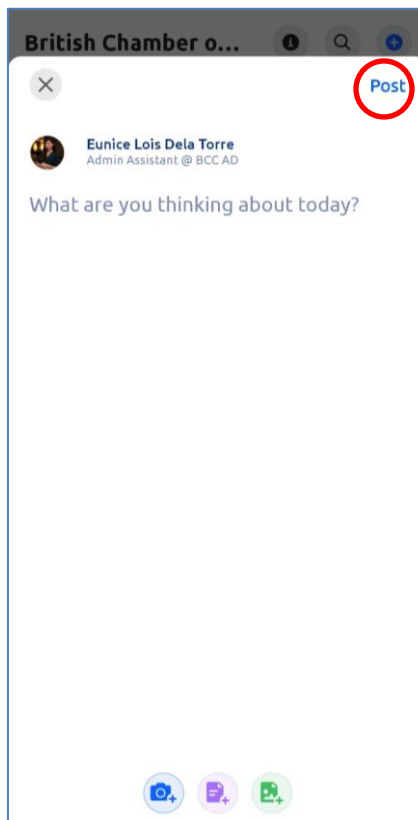 British Chamber o...
Post
Eunice Lois Dela Torre
Admin Assistant @ BCC AD
What are you thinking about today?